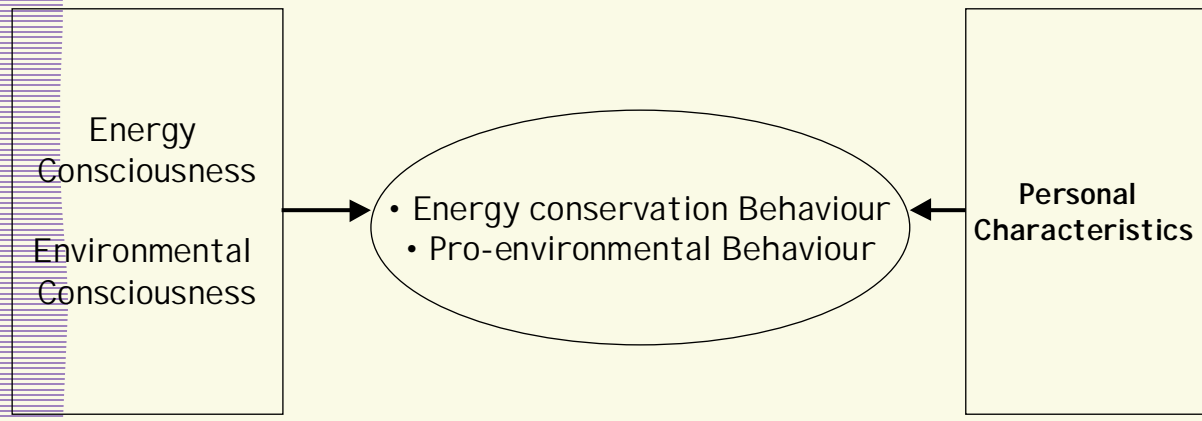 Energy
Consciousness
Environmental
Consciousness
• Energy conservation Behaviour
• Pro-environmental Behaviour
Personal
Characteristics